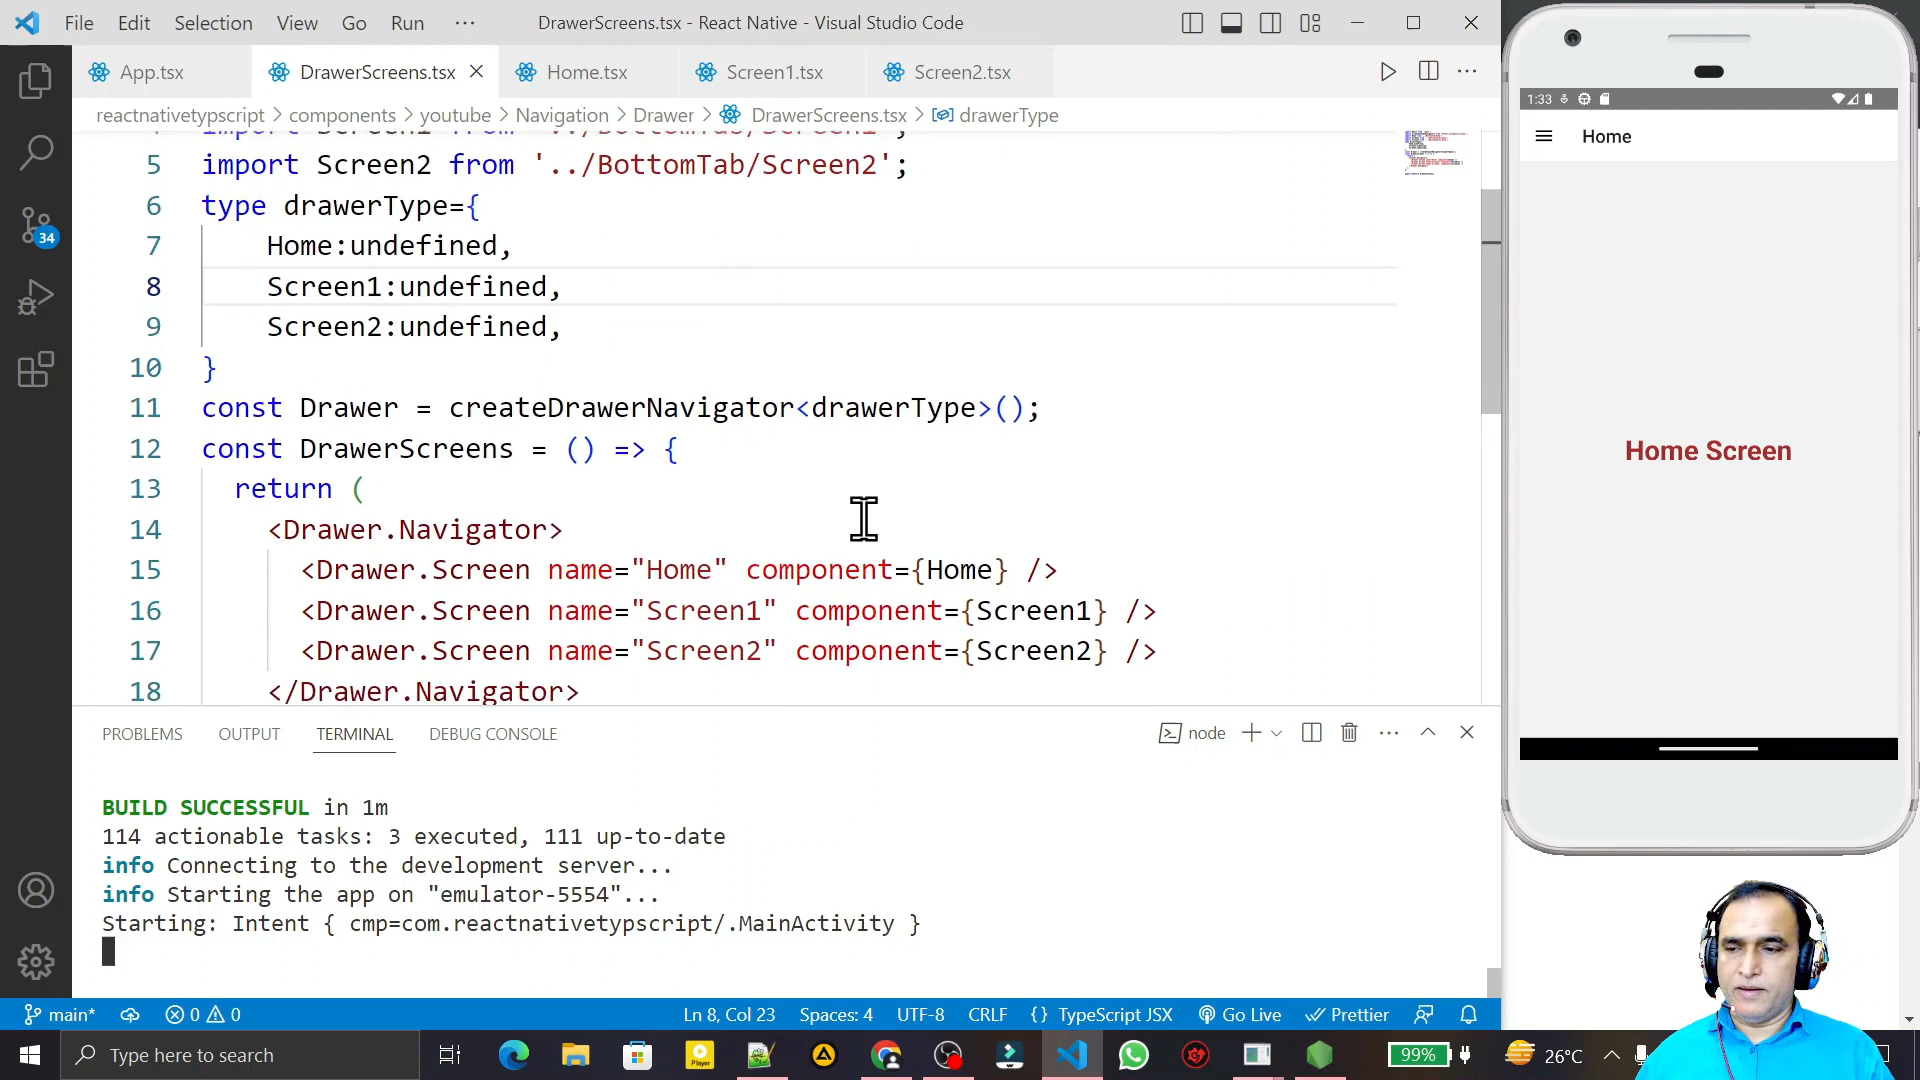 File Edit Selection View Go Run ··· DrawerScreens.tsx - React Native - Visual Studio Code
App.tsx DrawerScreens.tsx Home.tsx Screen1.tsx Screen2.tsx
reactnativetypscript > components > youtube > Navigation > Drawer > DrawerScreens.tsx > drawerType
import Screen1 from '../BottomTab/Screen1';
5 import Screen2 from '../BottomTab/Screen2';
6 type drawerType={
7 Home:undefined,
8 Screen1:undefined,
9 Screen2:undefined,
10 }
11 const Drawer = createDrawerNavigator<drawerType>();
12 const DrawerScreens = () => {
13 return (
14 <Drawer.Navigator>
15 <Drawer.Screen name="Home" component={Home} />
16 <Drawer.Screen name="Screen1" component={Screen1} />
17 <Drawer.Screen name="Screen2" component={Screen2} />
18 </Drawer.Navigator>
PROBLEMS OUTPUT TERMINAL DEBUG CONSOLE
node
BUILD SUCCESSFUL in 1m
114 actionable tasks: 3 executed, 111 up-to-date
info Connecting to the development server...
info Starting the app on "emulator-5554"...
Starting: Intent { cmp=com.reactnativetypscript/.MainActivity }
34
main* 0 0 Ln 8, Col 23 Spaces: 4 UTF-8 CRLF {} TypeScript JSX Go Live Prettier
Type here to search
Player
99% 26°C
1:33
Home
Home Screen